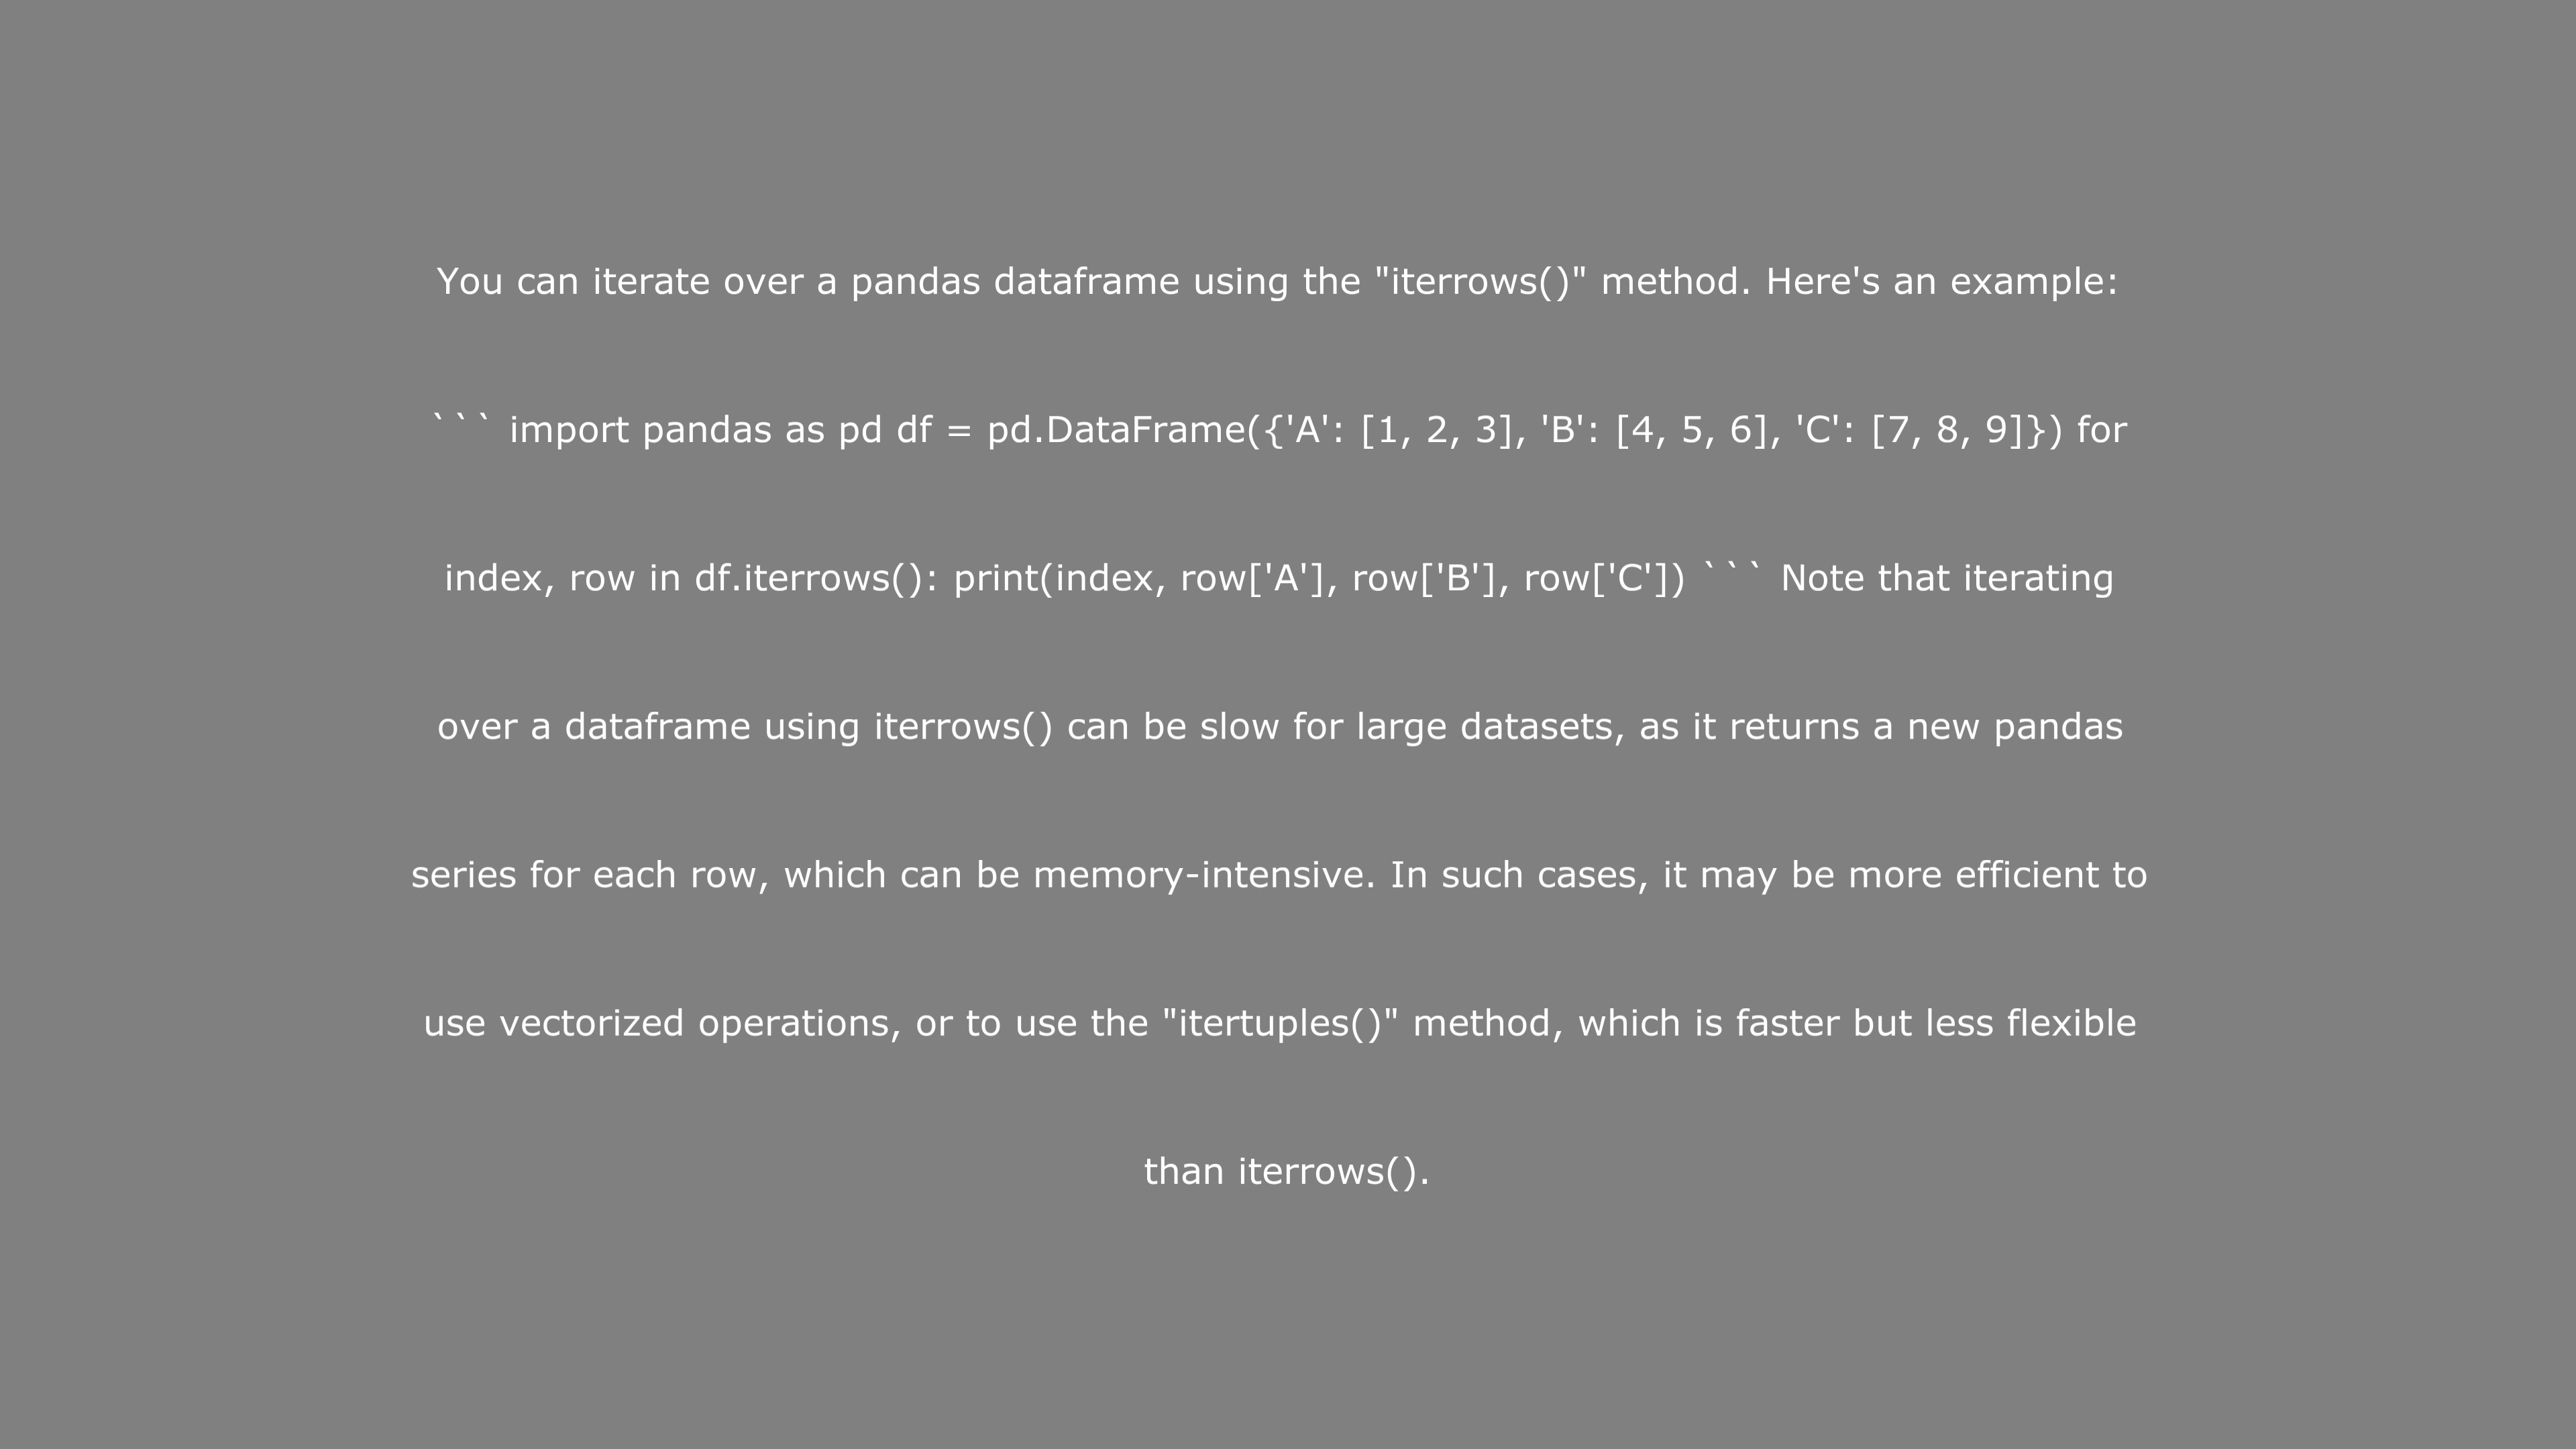 You can iterate over a pandas dataframe using the "iterrows()" method. Here's an example:
``` import pandas as pd df = pd.DataFrame({'A': [1, 2, 3], 'B': [4, 5, 6], 'C': [7, 8, 9]}) for
index, row in df.iterrows(): print(index, row['A'], row['B'], row['C']) ``` Note that iterating
over a dataframe using iterrows() can be slow for large datasets, as it returns a new pandas
series for each row, which can be memory-intensive. In such cases, it may be more efficient to
use vectorized operations, or to use the "itertuples()" method, which is faster but less flexible
than iterrows().